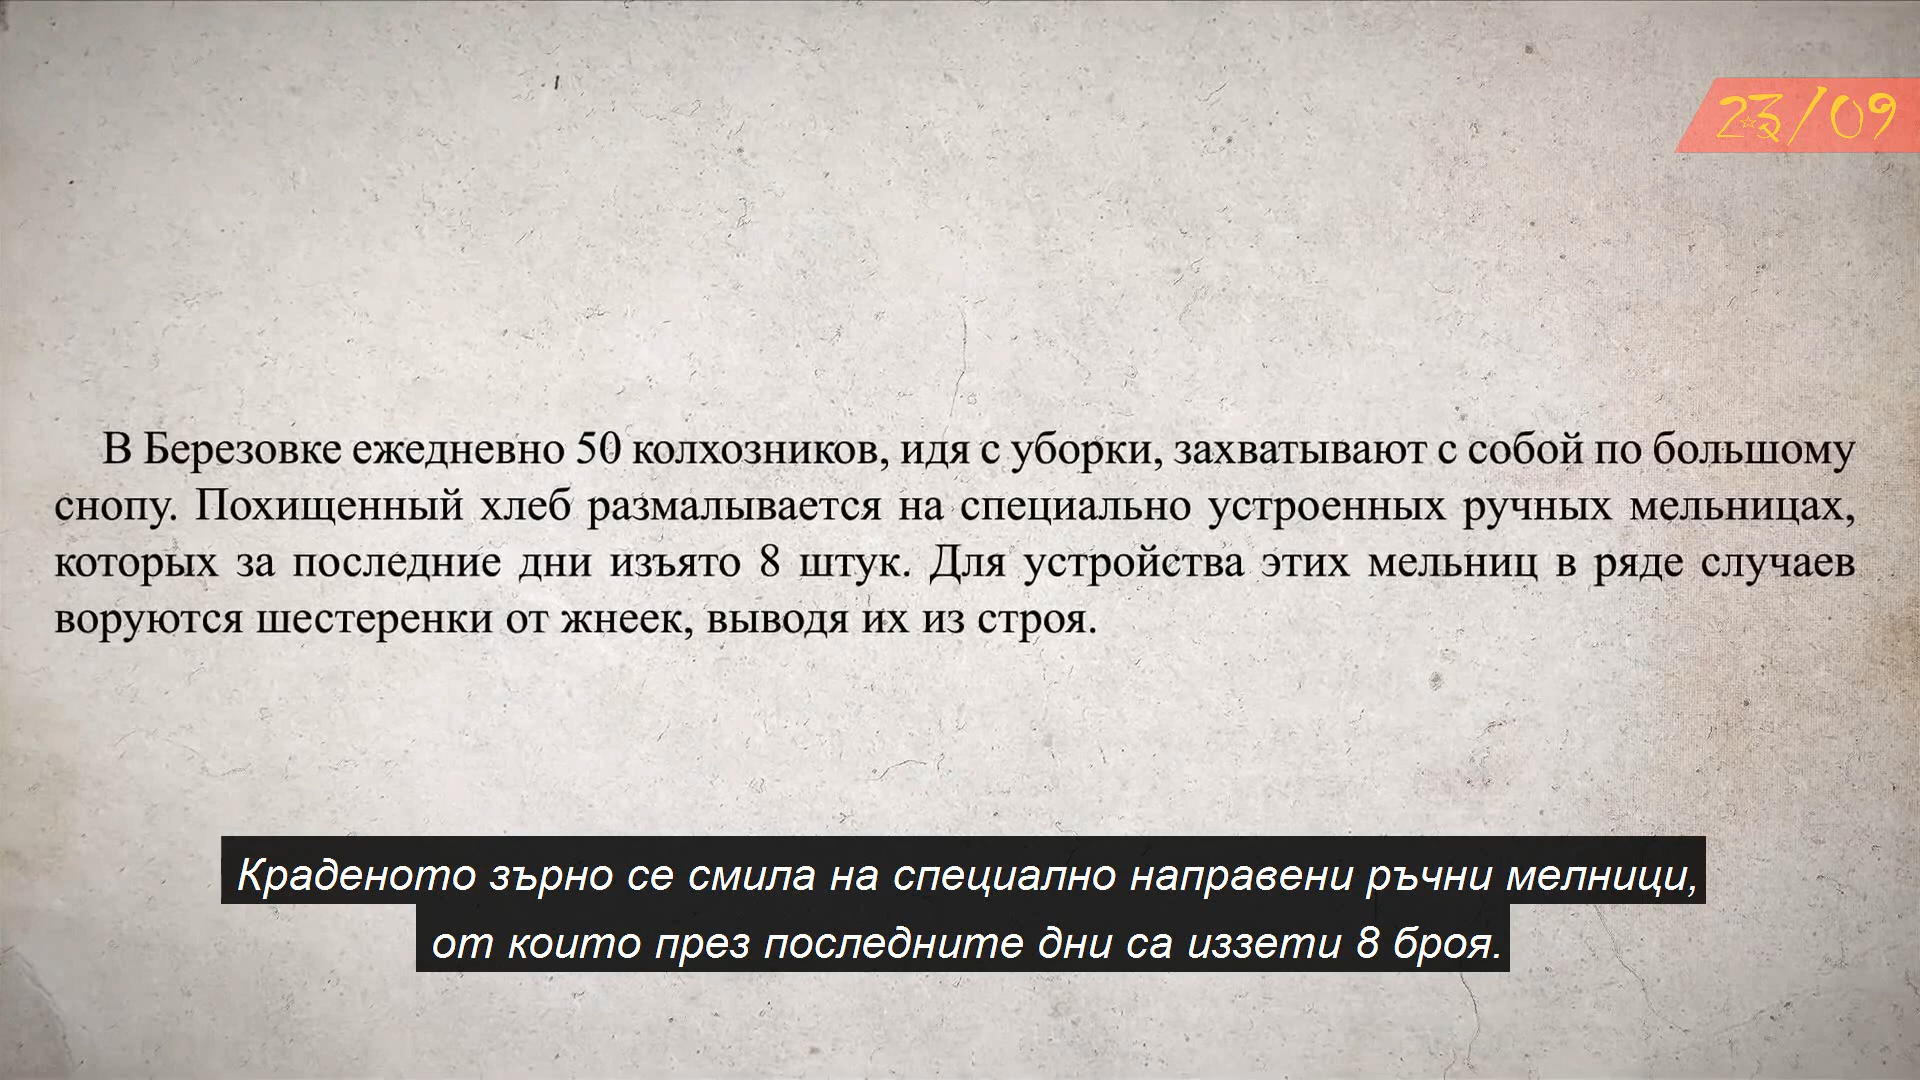 23/09
В Березовке ежедневно 50 колхозников, идя с уборки, захватывают с собой по большому
снопу. Похищенный хлеб размалывается на специально устроенных ручных мельницах,
которых за последние дни изъято 8 штук. Для устройства этих мельниц в ряде случаев
воруются шестеренки от жнеек, выводя их из строя.
Краденото зърно се смила на специално направени ръчни мелници,
от които през последните дни са иззети 8 броя.